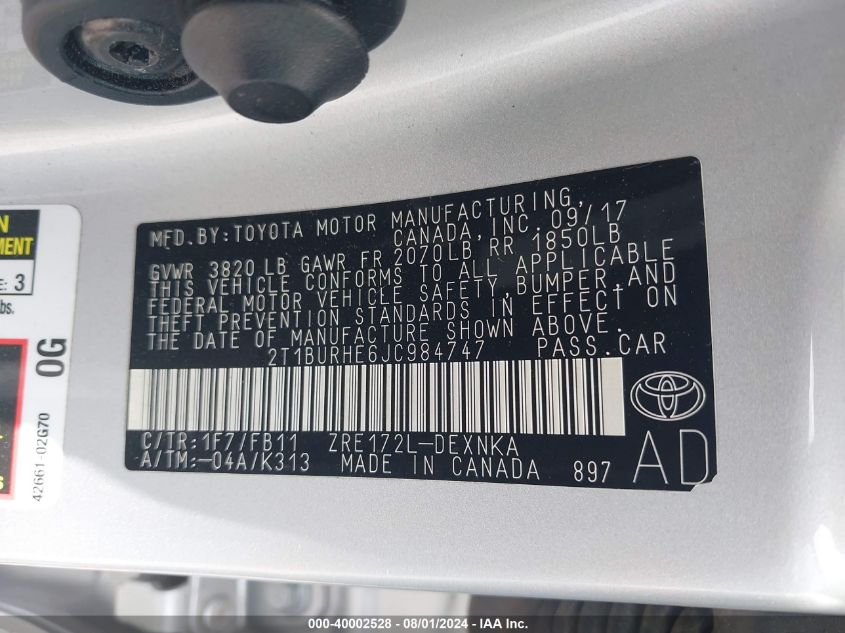 N
MENT
E: 3
bs.
0G
42661-02G70
s
MFD.BY:TOYOTA MOTOR MANUFACTURING,
CANADA,INC.09/17
GVWR 3820 LB GAWR FR 2070LB,RR 1850LB
THIS VEHICLE CONFORMS TO ALL APPLICABLE
FEDERAL MOTOR VEHICLE SAFETY,BUMPER,AND
THEFT PREVENTION STANDARDS IN EFFECT ON
THE DATE OF MANUFACTURE SHOWN ABOVE.
2T1BURHE6JC984747 PASS.CAR
C/TR:1F7/FB11 ZRE172L-DEXNKA
A/TM:-04A/K313 MADE IN CANADA 897
AD
000-40002528 - 08/01/2024 - IAA Inc.